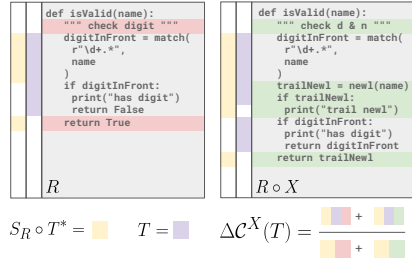 def isValid(name):
""" check digit """
digitInFront = match(
r"\d+.*",
name
)
if digitInFront:
print("has digit")
return False
return True
R
def isValid(name):
""" check d & n """
digitInFront = match(
r"\d+.*",
name
)
trailNewl = newl(name)
if trailNewl:
print("trail newl")
if digitInFront:
print("has digit")
return digitInFront
return trailNewl
R ∘ X
S_R ∘ T* =
T =
ΔC^X(T) =
+
+